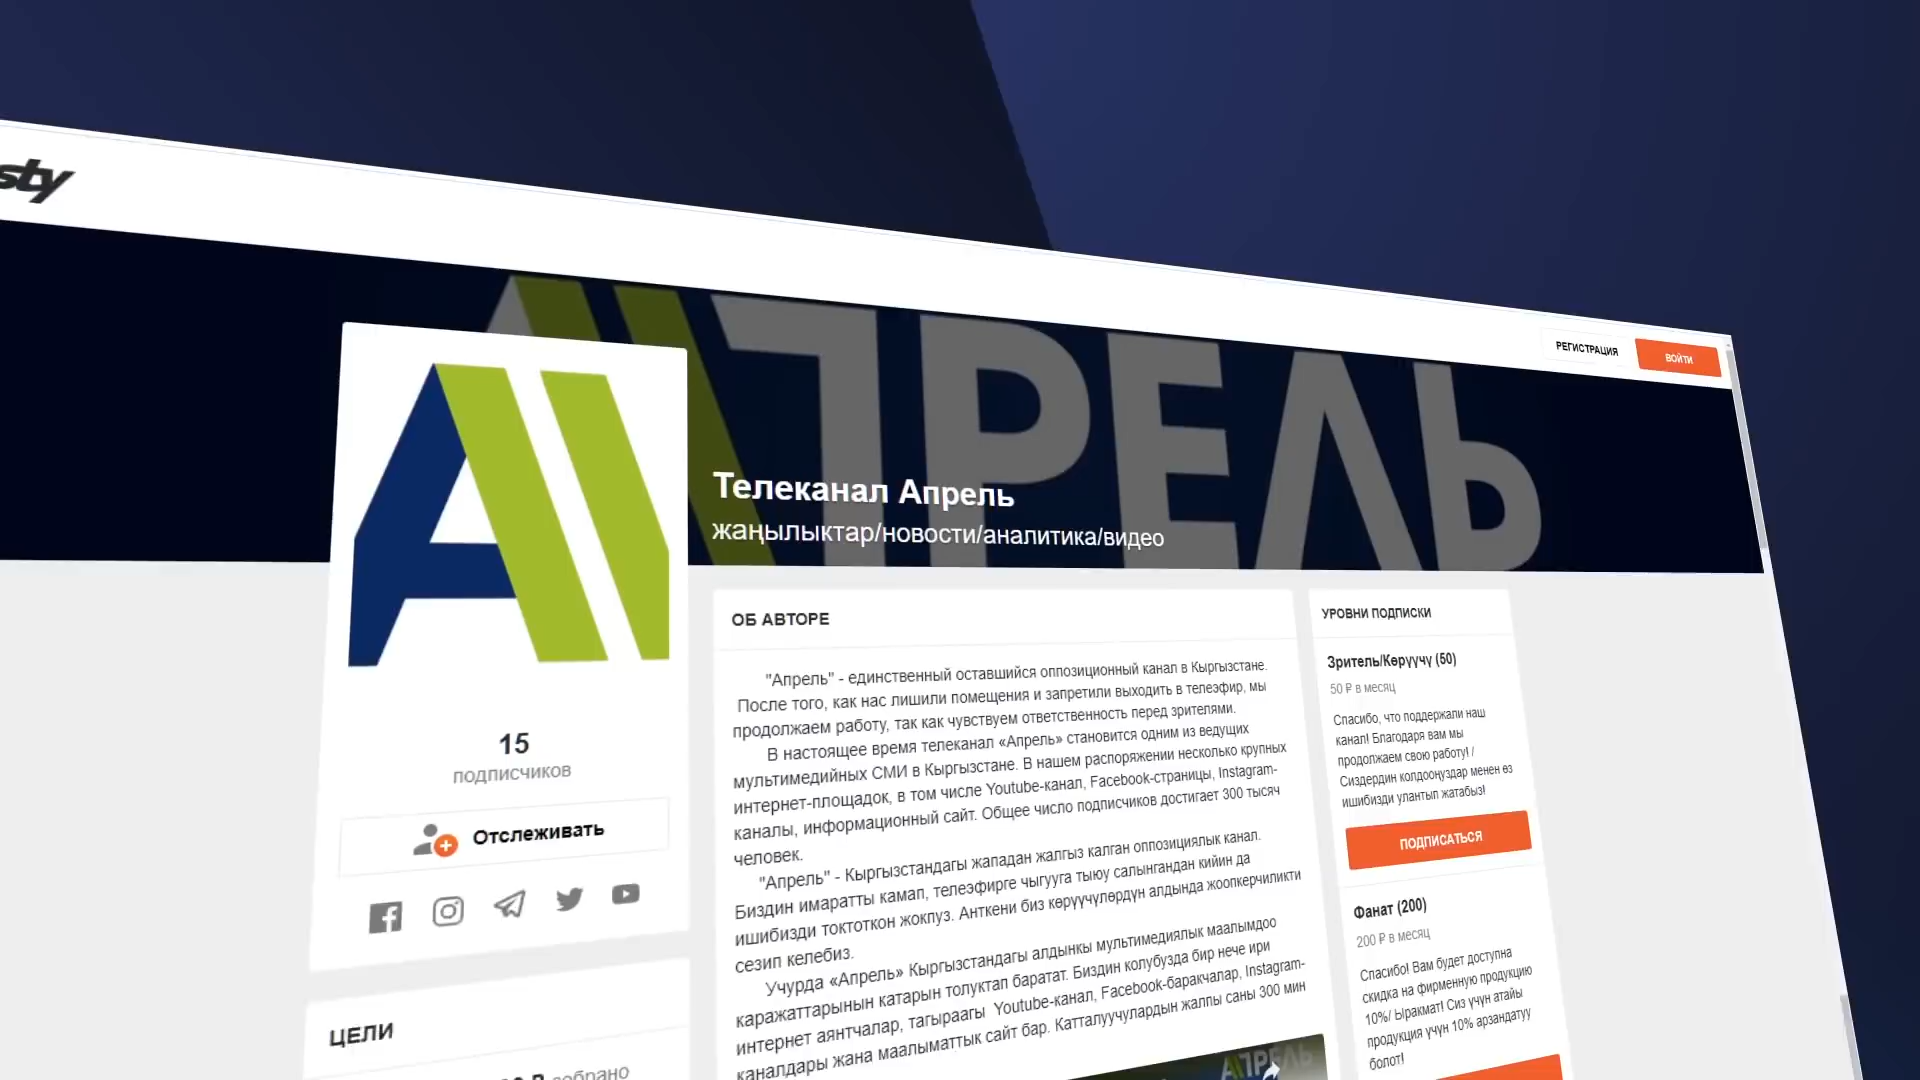 sty
РЕГИСТРАЦИЯ
ВОЙТИ
АПРЕЛЬ
Телеканал Апрель
жаңылыктар/новости/аналитика/видео
15
подписчиков
Отслеживать
ЦЕЛИ
собрано
ОБ АВТОРЕ
"Апрель" - единственный оставшийся оппозиционный канал в Кыргызстане.
После того, как нас лишили помещения и запретили выходить в телеэфир, мы
продолжаем работу, так как чувствуем ответственность перед зрителями.
В настоящее время телеканал «Апрель» становится одним из ведущих
мультимедийных СМИ в Кыргызстане. В нашем распоряжении несколько крупных
интернет-площадок, в том числе Youtube-канал, Facebook-страницы, Instagram-
каналы, информационный сайт. Общее число подписчиков достигает 300 тысяч
человек.
"Апрель" - Кыргызстандагы жападан жалгыз калган оппозициялык канал.
Биздин имаратты камап, телеэфирге чыгууга тыюу салынгандан кийин да
ишибизди токтоткон жокпуз. Анткени биз көрүүчүлөрдүн алдында жоопкерчиликти
сезип келебиз.
Учурда «Апрель» Кыргызстандагы алдынкы мультимедиялык маалымдоо
каражаттарынын катарын толуктап баратат. Биздин колубузда бир нече ири
интернет аянтчалар, тагыраагы Youtube-канал, Facebook-баракчалар, Instagram-
каналдары жана маалыматтык сайт бар. Катталуучулардын жалпы саны 300 мин
АПРЕЛЬ
УРОВНИ ПОДПИСКИ
Зритель/Көрүүчү (50)
50 ₽ в месяц
Спасибо, что поддержали наш
канал! Благодаря вам мы
продолжаем свою работу! /
Сиздердин колдооңуздар менен өз
ишибизди улантып жатабыз!
ПОДПИСАТЬСЯ
Фанат (200)
200 ₽ в месяц
Спасибо! Вам будет доступна
скидка на фирменную продукцию
10%/ Ыракмат! Сиз үчүн атайы
продукция үчүн 10% арзандатуу
болот!